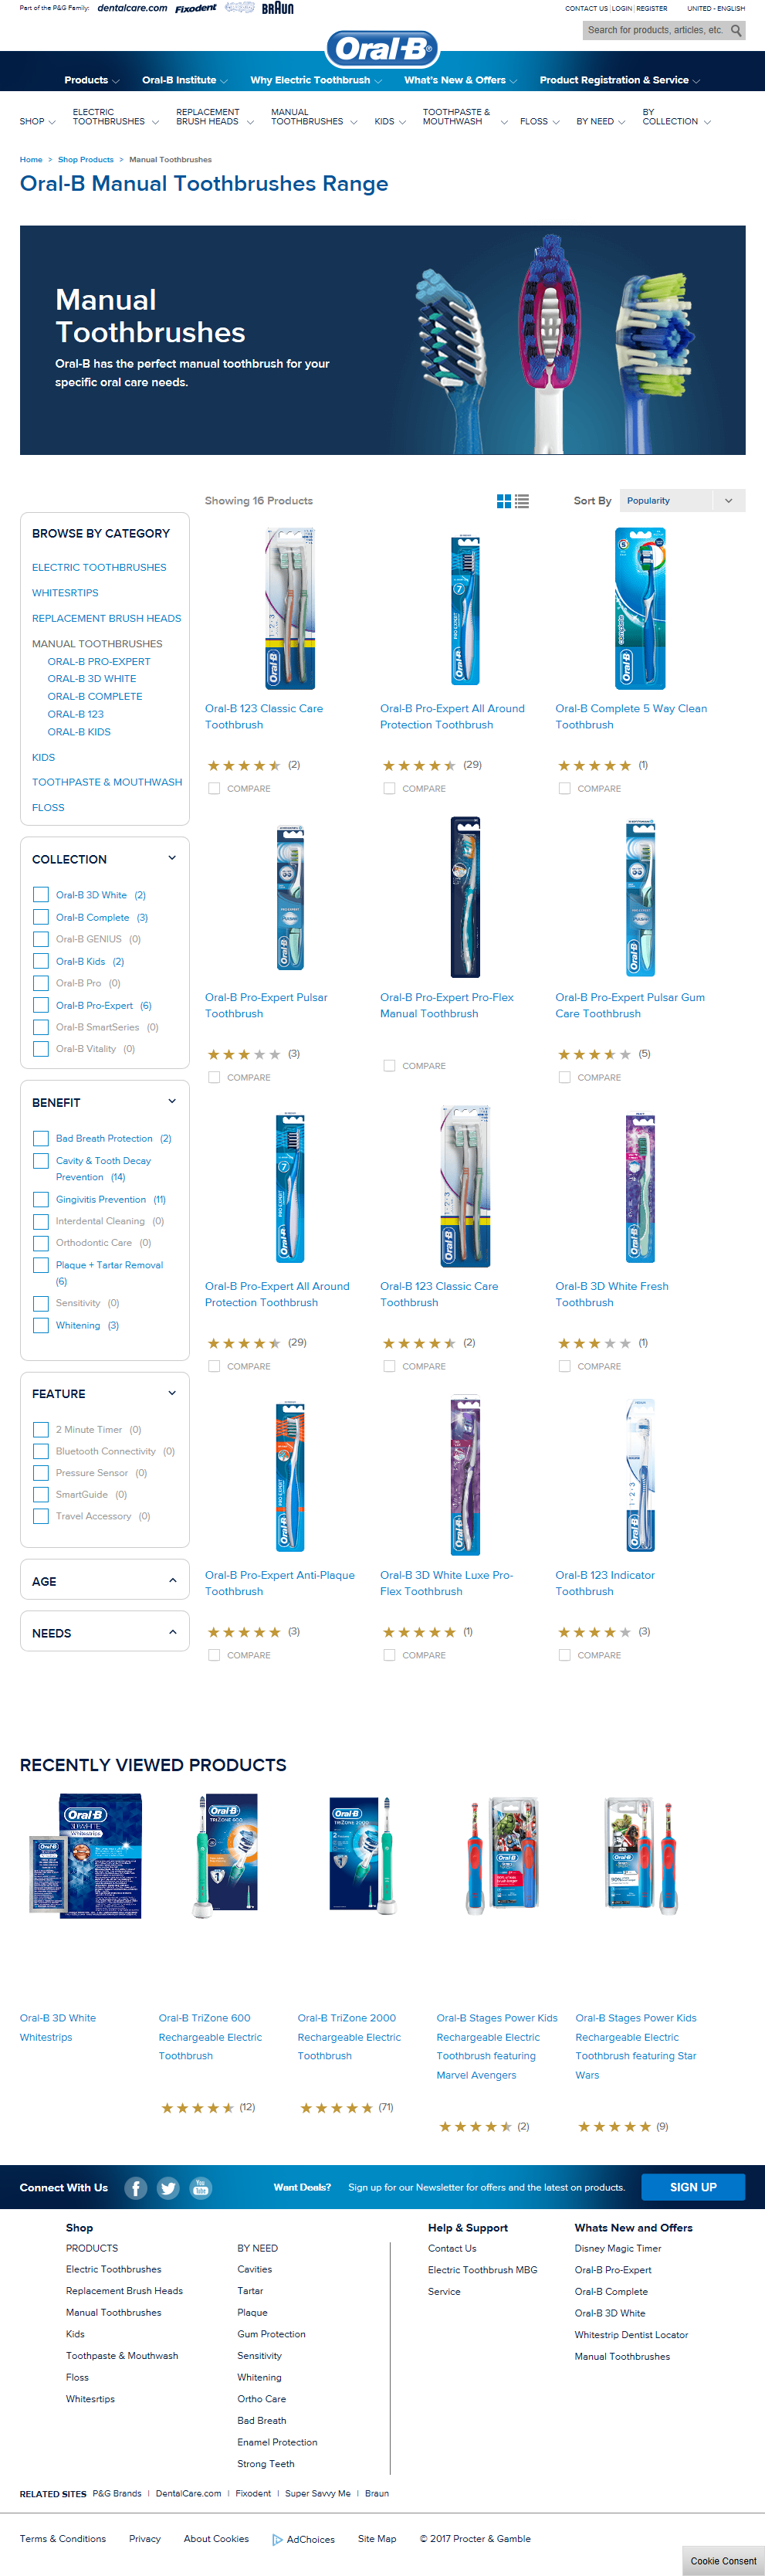 Part of the P&G Family: dentalcare.com Fixodent BRAUN
CONTACT US | LOGIN | REGISTER UNITED - ENGLISH
Search for products, articles, etc.
Oral-B
Products Oral-B Institute Why Electric Toothbrush What's New & Offers Product Registration & Service
SHOP ELECTRIC TOOTHBRUSHES REPLACEMENT BRUSH HEADS MANUAL TOOTHBRUSHES KIDS TOOTHPASTE & MOUTHWASH FLOSS BY NEED BY COLLECTION
Home > Shop Products > Manual Toothbrushes
Oral-B Manual Toothbrushes Range
Manual
Toothbrushes
Oral-B has the perfect manual toothbrush for your
specific oral care needs.
Showing 16 Products
Sort By Popularity
BROWSE BY CATEGORY
ELECTRIC TOOTHBRUSHES
WHITESRTIPS
REPLACEMENT BRUSH HEADS
MANUAL TOOTHBRUSHES
ORAL-B PRO-EXPERT
ORAL-B 3D WHITE
ORAL-B COMPLETE
ORAL-B 123
ORAL-B KIDS
KIDS
TOOTHPASTE & MOUTHWASH
FLOSS
COLLECTION
Oral-B 3D White (2)
Oral-B Complete (3)
Oral-B GENIUS (0)
Oral-B Kids (2)
Oral-B Pro (0)
Oral-B Pro-Expert (6)
Oral-B SmartSeries (0)
Oral-B Vitality (0)
BENEFIT
Bad Breath Protection (2)
Cavity & Tooth Decay
Prevention (14)
Gingivitis Prevention (11)
Interdental Cleaning (0)
Orthodontic Care (0)
Plaque + Tartar Removal
(6)
Sensitivity (0)
Whitening (3)
FEATURE
2 Minute Timer (0)
Bluetooth Connectivity (0)
Pressure Sensor (0)
SmartGuide (0)
Travel Accessory (0)
AGE
NEEDS
Oral-B 123 Classic Care
Toothbrush
(2)
COMPARE
Oral-B Pro-Expert All Around
Protection Toothbrush
(29)
COMPARE
Oral-B Complete 5 Way Clean
Toothbrush
(1)
COMPARE
Oral-B Pro-Expert Pulsar
Toothbrush
(3)
COMPARE
Oral-B Pro-Expert Pro-Flex
Manual Toothbrush
COMPARE
Oral-B Pro-Expert Pulsar Gum
Care Toothbrush
(5)
COMPARE
Oral-B Pro-Expert All Around
Protection Toothbrush
(29)
COMPARE
Oral-B 123 Classic Care
Toothbrush
(2)
COMPARE
Oral-B 3D White Fresh
Toothbrush
(1)
COMPARE
Oral-B Pro-Expert Anti-Plaque
Toothbrush
(3)
COMPARE
Oral-B 3D White Luxe Pro-
Flex Toothbrush
(1)
COMPARE
Oral-B 123 Indicator
Toothbrush
(3)
COMPARE
RECENTLY VIEWED PRODUCTS
Oral-B 3D White
Whitestrips
Oral-B TriZone 600
Rechargeable Electric
Toothbrush
(12)
Oral-B TriZone 2000
Rechargeable Electric
Toothbrush
(71)
Oral-B Stages Power Kids
Rechargeable Electric
Toothbrush featuring
Marvel Avengers
(2)
Oral-B Stages Power Kids
Rechargeable Electric
Toothbrush featuring Star
Wars
(9)
Connect With Us You Tube Want Deals? Sign up for our Newsletter for offers and the latest on products. SIGN UP
Shop
PRODUCTS
Electric Toothbrushes
Replacement Brush Heads
Manual Toothbrushes
Kids
Toothpaste & Mouthwash
Floss
Whitesrtips
BY NEED
Cavities
Tartar
Plaque
Gum Protection
Sensitivity
Whitening
Ortho Care
Bad Breath
Enamel Protection
Strong Teeth
Help & Support
Contact Us
Electric Toothbrush MBG
Service
Whats New and Offers
Disney Magic Timer
Oral-B Pro-Expert
Oral-B Complete
Oral-B 3D White
Whitestrip Dentist Locator
Manual Toothbrushes
RELATED SITES P&G Brands | DentalCare.com | Fixodent | Super Savvy Me | Braun
Terms & Conditions Privacy About Cookies AdChoices Site Map © 2017 Procter & Gamble
Cookie Consent